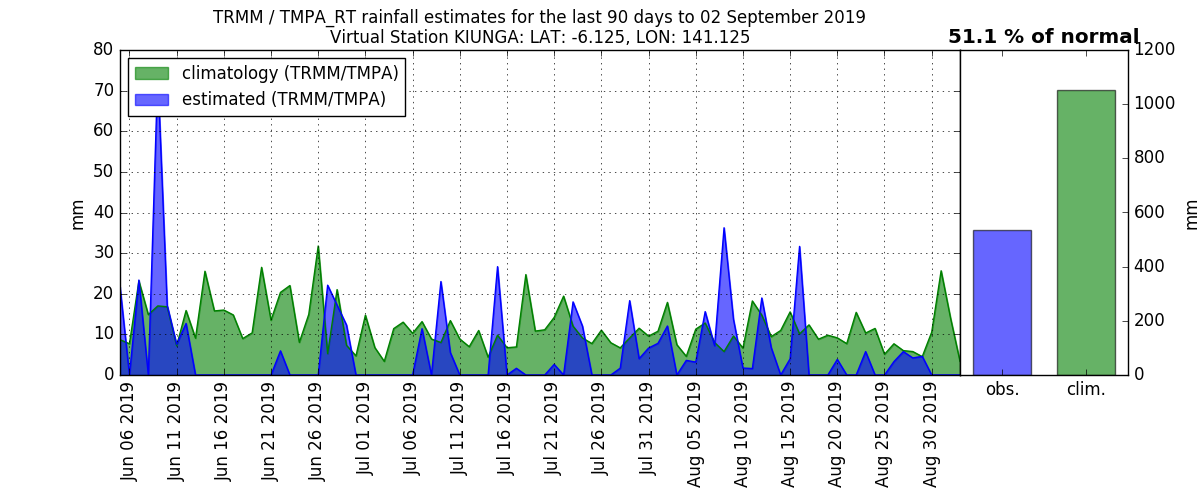 TRMM / TMPA_RT rainfall estimates for the last 90 days to 02 September 2019
Virtual Station KIUNGA: LAT: -6.125, LON: 141.125
51.1 % of normal
climatology (TRMM/TMPA)
estimated (TRMM/TMPA)
80
70
60
50
40
30
20
10
0
mm
Jun 06 2019
Jun 11 2019
Jun 16 2019
Jun 21 2019
Jun 26 2019
Jul 01 2019
Jul 06 2019
Jul 11 2019
Jul 16 2019
Jul 21 2019
Jul 26 2019
Jul 31 2019
Aug 05 2019
Aug 10 2019
Aug 15 2019
Aug 20 2019
Aug 25 2019
Aug 30 2019
1200
1000
800
600
400
200
0
mm
obs.
clim.